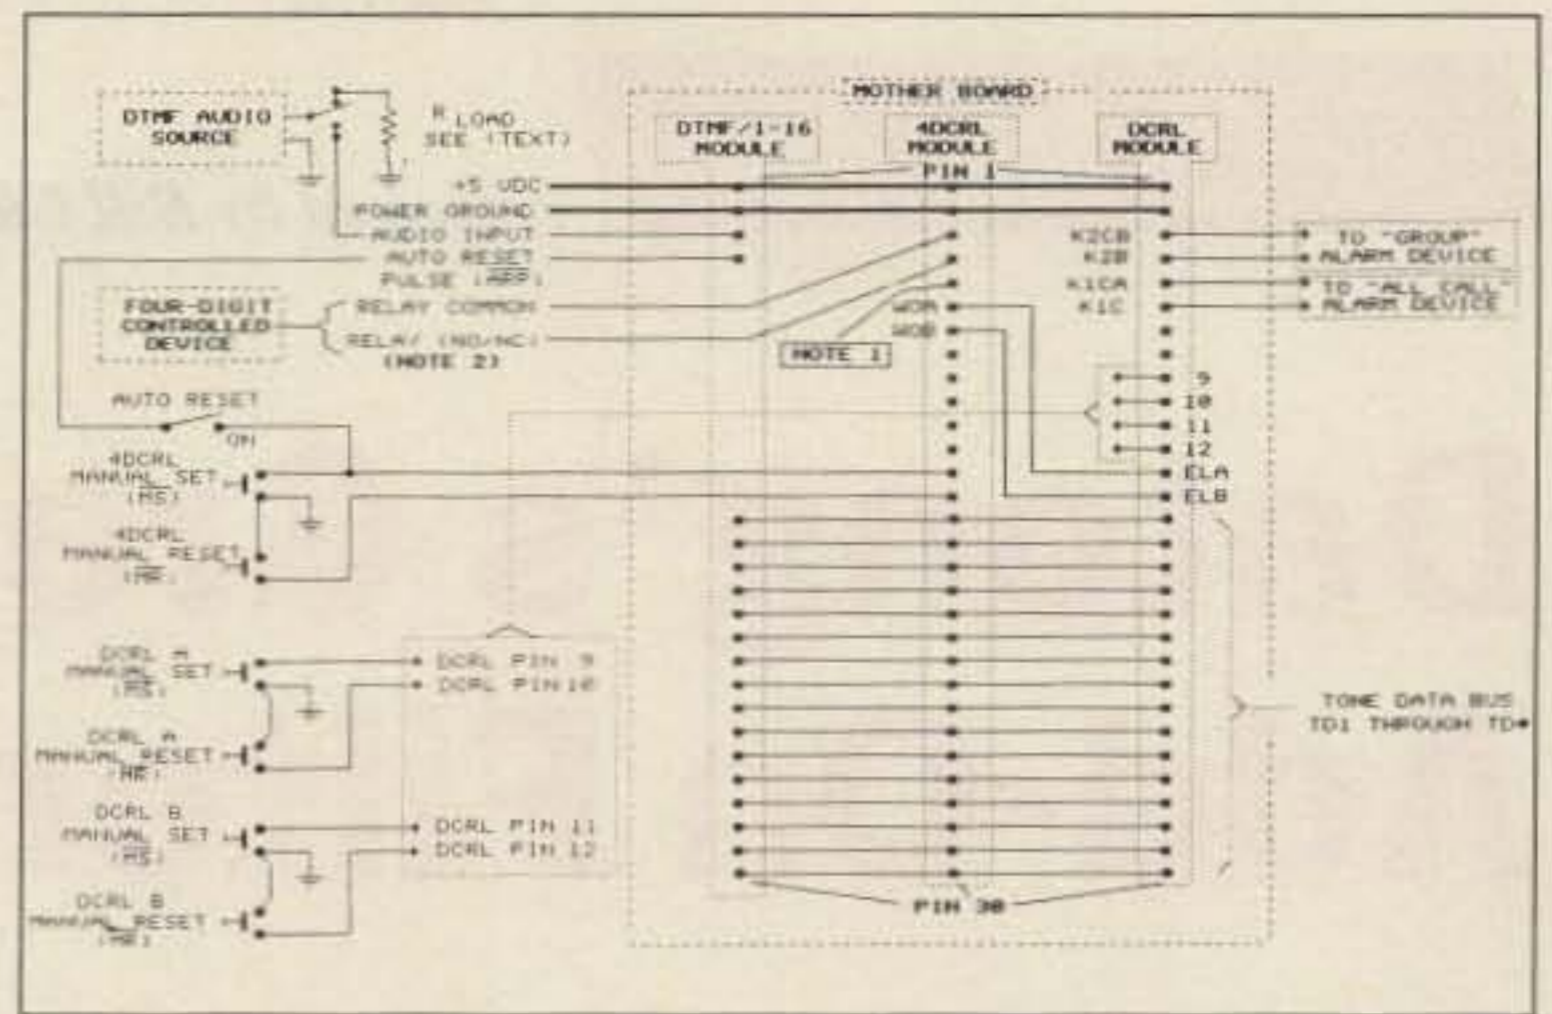 MOTHER BOARD
DTMF AUDIO
SOURCE
R LOAD
SEE (TEXT)
DTMF/1-16
MODULE
4DCRL
MODULE
DCRL
MODULE
PIN 1
+5 VDC
POWER GROUND
AUDIO INPUT
AUTO RESET
PULSE (ARP)
RELAY COMMON
RELAY (NO/NC)
(NOTE 2)
FOUR-DIGIT
CONTROLLED
DEVICE
NOTE 1
WOA
WOB
K2CB
K2B
K1CA
K1C
TO "GROUP"
ALARM DEVICE
TO "ALL CALL"
ALARM DEVICE
9
10
11
12
ELA
ELB
AUTO RESET
ON
4DCRL
MANUAL SET
(MS)
4DCRL
MANUAL RESET
(MR)
DCRL A
MANUAL SET
(MS)
DCRL A
MANUAL RESET
(MR)
DCRL B
MANUAL SET
(MS)
DCRL B
MANUAL RESET
(MR)
DCRL PIN 9
DCRL PIN 10
DCRL PIN 11
DCRL PIN 12
TONE DATA BUS
TD1 THROUGH
PIN 30